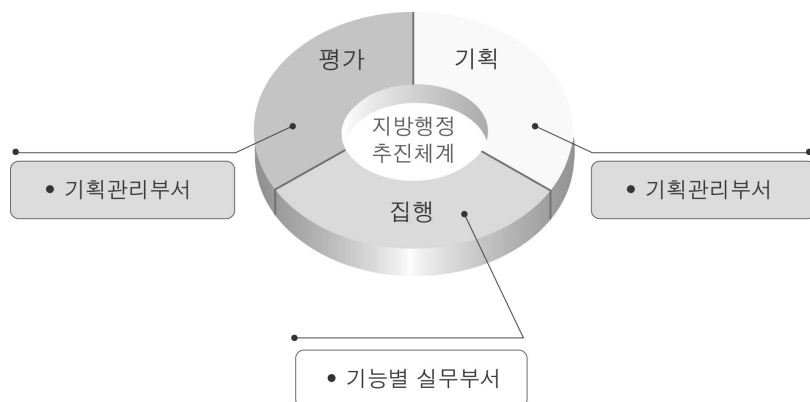 평가
기획
지방행정
추진체계
• 기획관리부서
• 기획관리부서
집행
• 기능별 실무부서